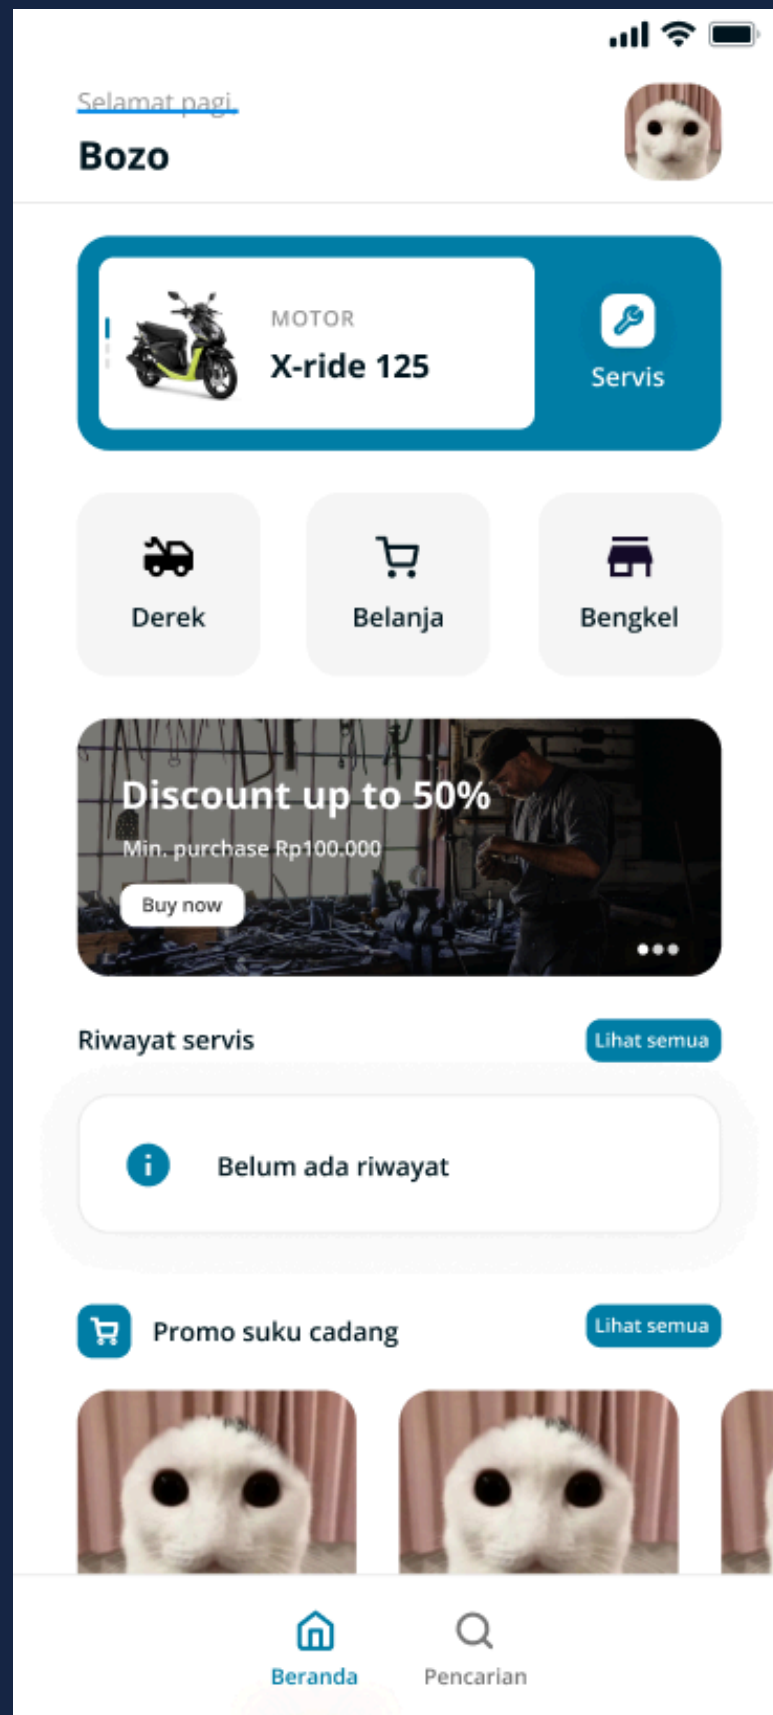 Selamat pagi,
Bozo
MOTOR
X-ride 125
Servis
Derek
Belanja
Bengkel
Discount up to 50%
Min. purchase Rp100.000
Buy now
Riwayat servis
Lihat semua
Belum ada riwayat
Promo suku cadang
Lihat semua
Beranda
Pencarian